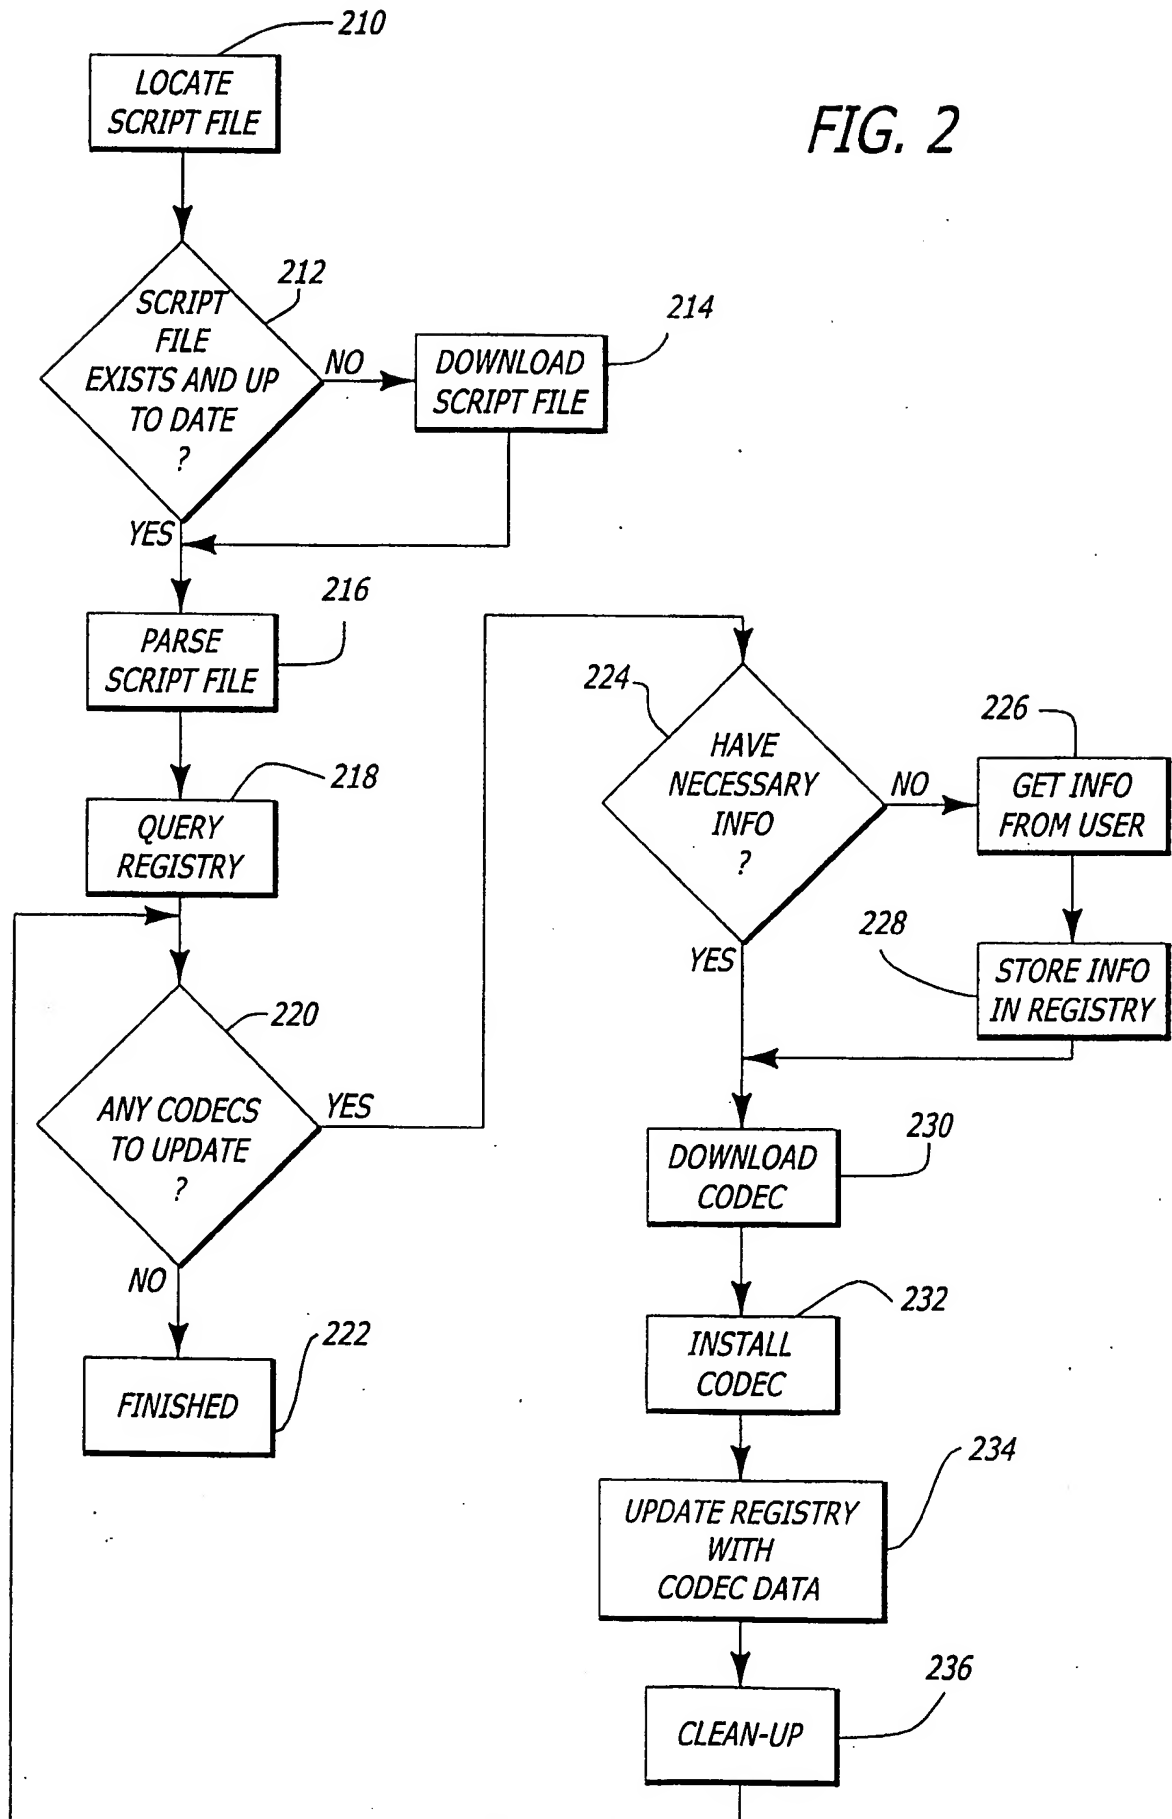 210
LOCATE
SCRIPT FILE
FIG. 2
212
SCRIPT
FILE
EXISTS AND UP
TO DATE
?
NO
214
DOWNLOAD
SCRIPT FILE
YES
216
PARSE
SCRIPT FILE
218
QUERY
REGISTRY
220
ANY CODECS
TO UPDATE
?
YES
NO
222
FINISHED
224
HAVE
NECESSARY
INFO
?
NO
226
GET INFO
FROM USER
228
STORE INFO
IN REGISTRY
YES
230
DOWNLOAD
CODEC
232
INSTALL
CODEC
234
UPDATE REGISTRY
WITH
CODEC DATA
236
CLEAN-UP